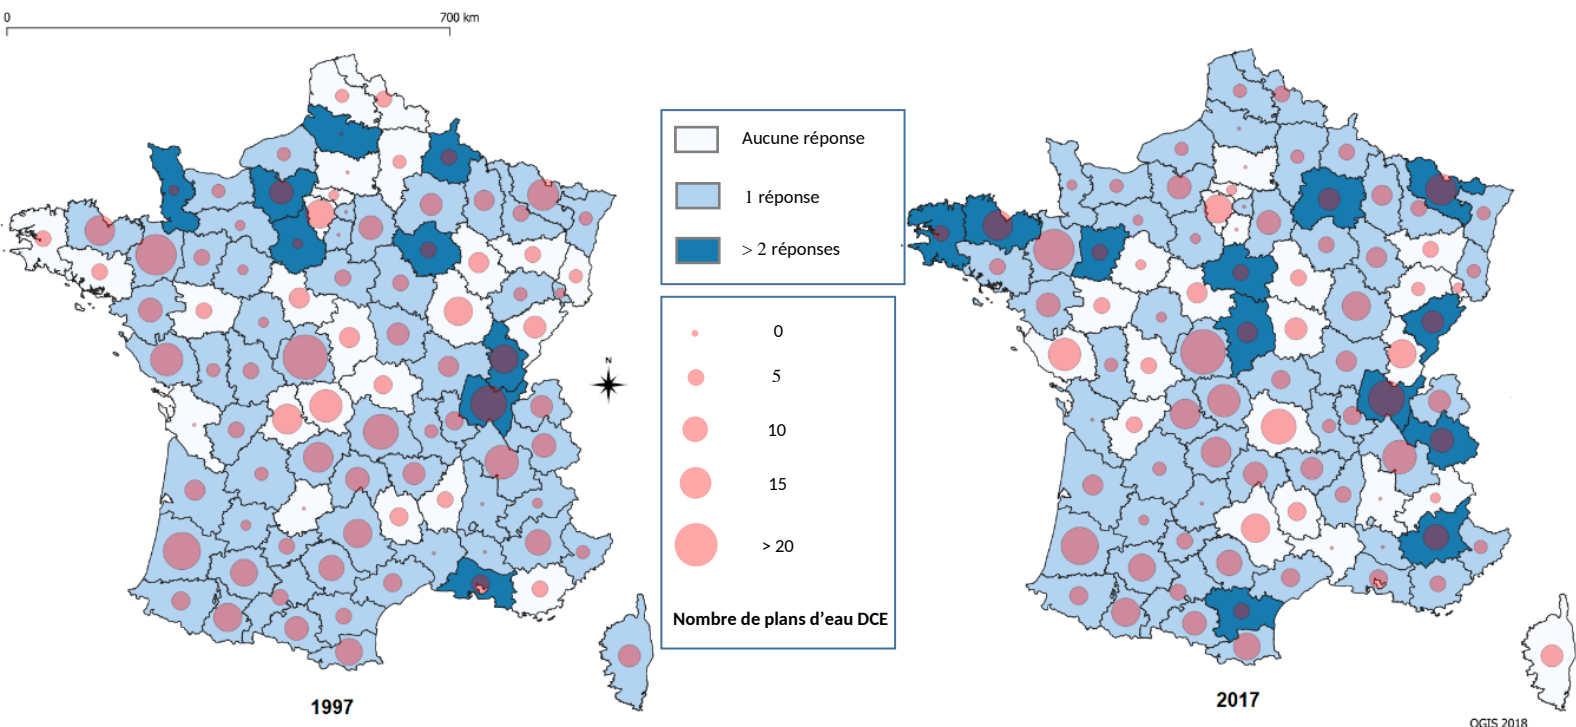 0 700 km
Aucune réponse
1 réponse
> 2 réponses
0
5
10
15
> 20
Nombre de plans d'eau DCE
N
1997
2017
QGIS 2018